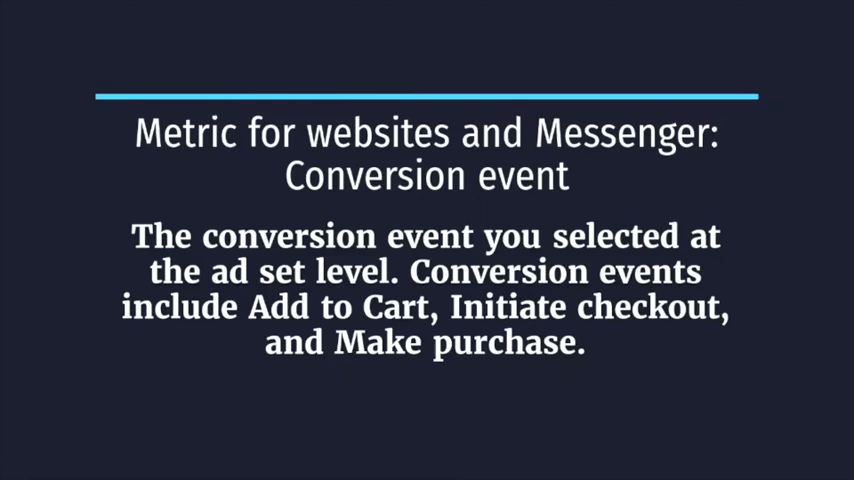 Metric for websites and Messenger:
Conversion event
The conversion event you selected at
the ad set level. Conversion events
include Add to Cart, Initiate checkout,
and Make purchase.